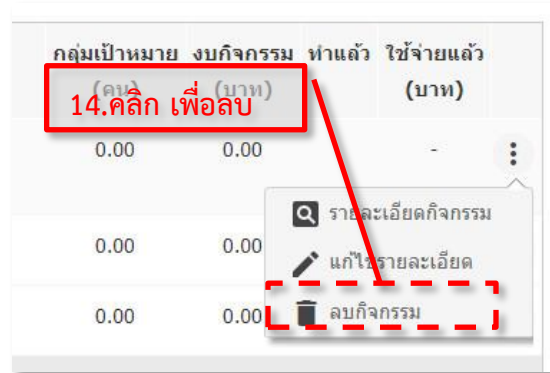 กลุ่มเป้าหมาย งบกิจกรรม ทำแล้ว ใช้จ่ายแล้ว
(คน) (บาท) (บาท)
14.คลิก เพื่อลบ
0.00 0.00 -
รายละเอียดกิจกรรม
0.00 0.00
แก้ไขรายละเอียด
0.00 0.00
ลบกิจกรรม